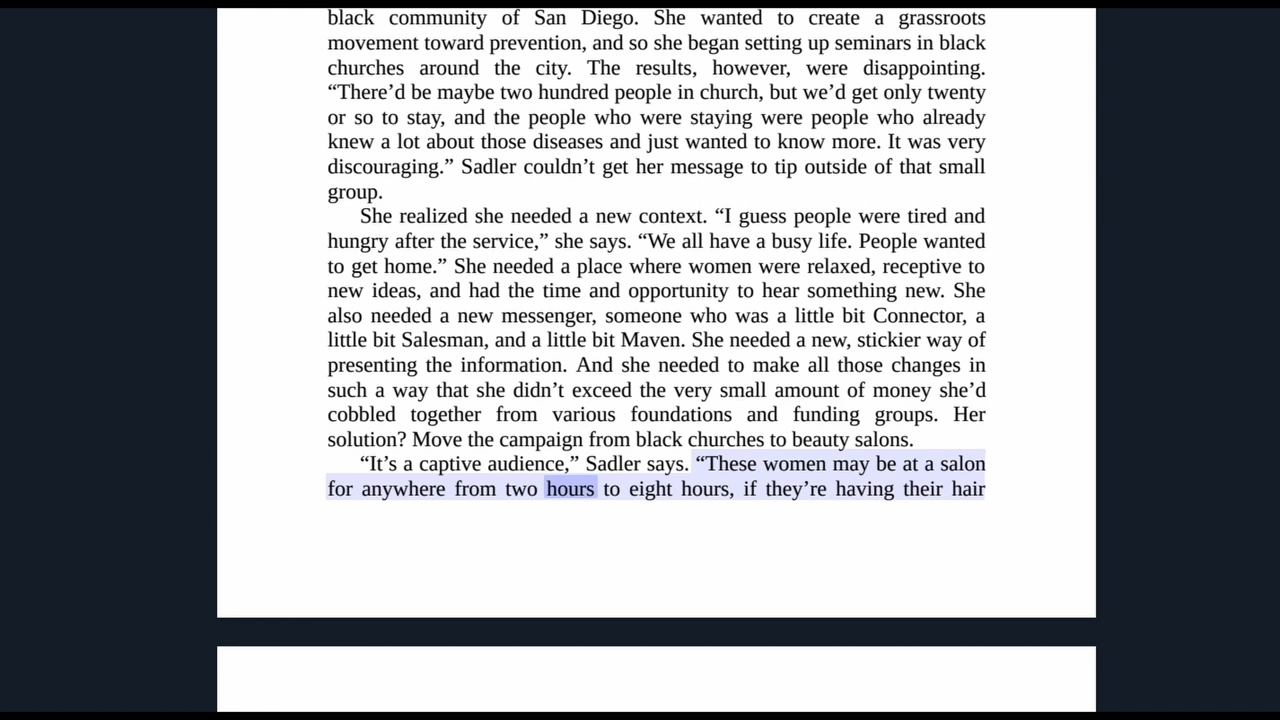 black community of San Diego. She wanted to create a grassroots
movement toward prevention, and so she began setting up seminars in black
churches around the city. The results, however, were disappointing.
“There’d be maybe two hundred people in church, but we’d get only twenty
or so to stay, and the people who were staying were people who already
knew a lot about those diseases and just wanted to know more. It was very
discouraging.” Sadler couldn’t get her message to tip outside of that small
group.
She realized she needed a new context. “I guess people were tired and
hungry after the service,” she says. “We all have a busy life. People wanted
to get home.” She needed a place where women were relaxed, receptive to
new ideas, and had the time and opportunity to hear something new. She
also needed a new messenger, someone who was a little bit Connector, a
little bit Salesman, and a little bit Maven. She needed a new, stickier way of
presenting the information. And she needed to make all those changes in
such a way that she didn’t exceed the very small amount of money she’d
cobbled together from various foundations and funding groups. Her
solution? Move the campaign from black churches to beauty salons.
“It’s a captive audience,” Sadler says. “These women may be at a salon
for anywhere from two hours to eight hours, if they’re having their hair